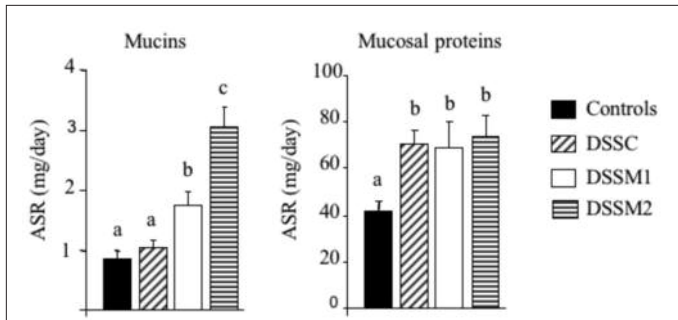 Mucins
ASR (mg/day)
4
3
2
1
a
a
b
c
Mucosal proteins
ASR (mg/day)
100
80
60
40
20
0
a
b
b
b
Controls
DSSC
DSSM1
DSSM2